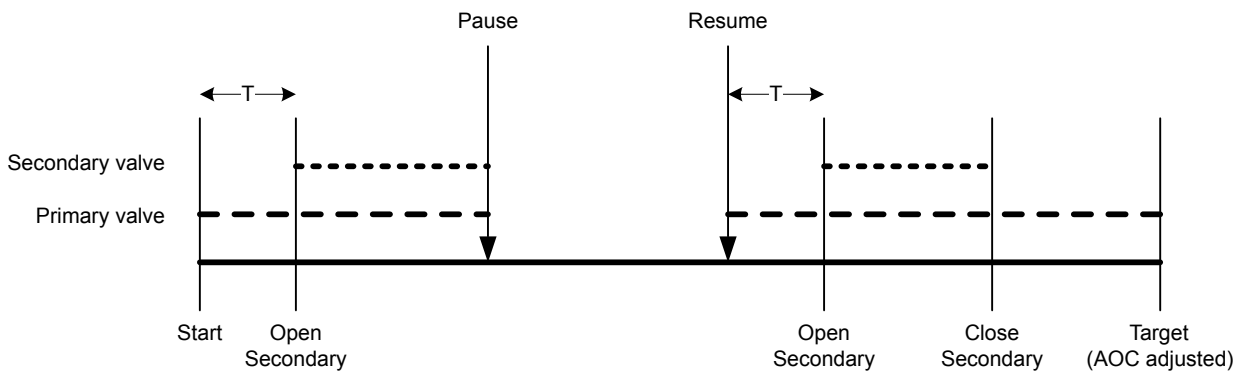 Pause
Resume
T
T
Secondary valve
Primary valve
Start
Open
Secondary
Open
Secondary
Close
Secondary
Target
(AOC adjusted)